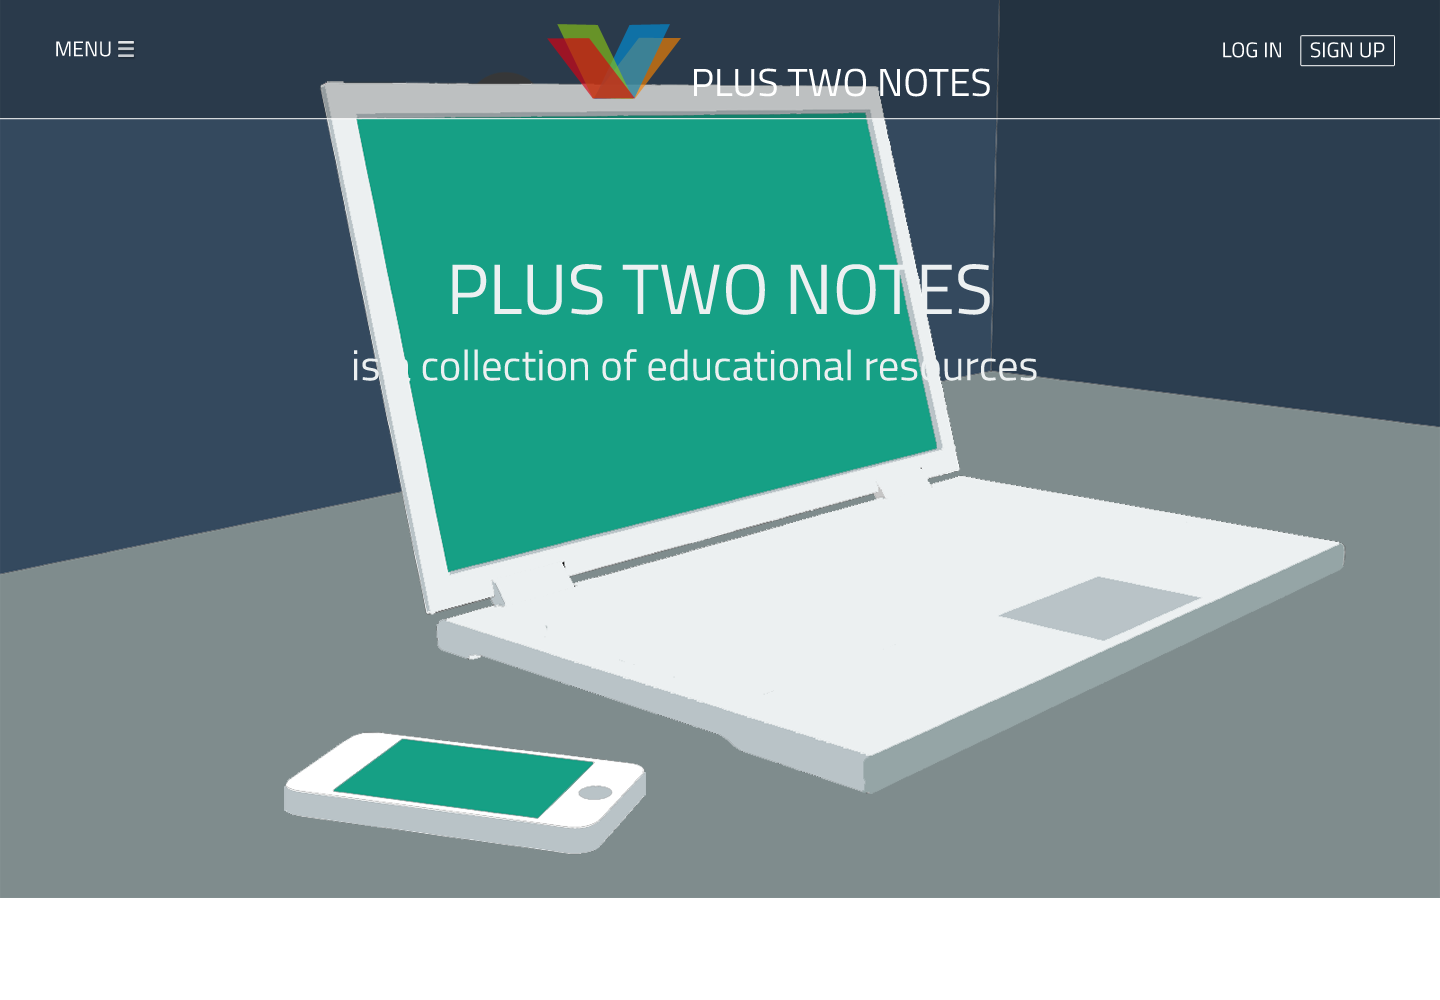 MENU
PLUS TWO NOTES
LOG IN
SIGN UP
PLUS TWO NOTES
is a collection of educational resources